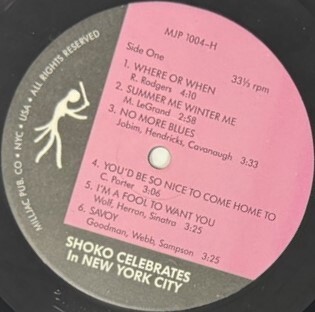 MJP 1004-H
Side One
33⅓ rpm
1. WHERE OR WHEN
R. Rodgers 4:10
2. SUMMER ME WINTER ME
M. LeGrand 2:58
3. NO MORE BLUES
Jobim, Hendricks, Cavanaugh 3:33
4. YOU'D BE SO NICE TO COME HOME TO
C. Porter 3:06
5. I'M A FOOL TO WANT YOU
Wolf, Herron, Sinatra 3:25
6. SAVOY
Goodman, Webb, Sampson 3:25
SHOKO CELEBRATES
In NEW YORK CITY
MILLJAC PUB. CO • NYC • USA • ALL RIGHTS RESERVED